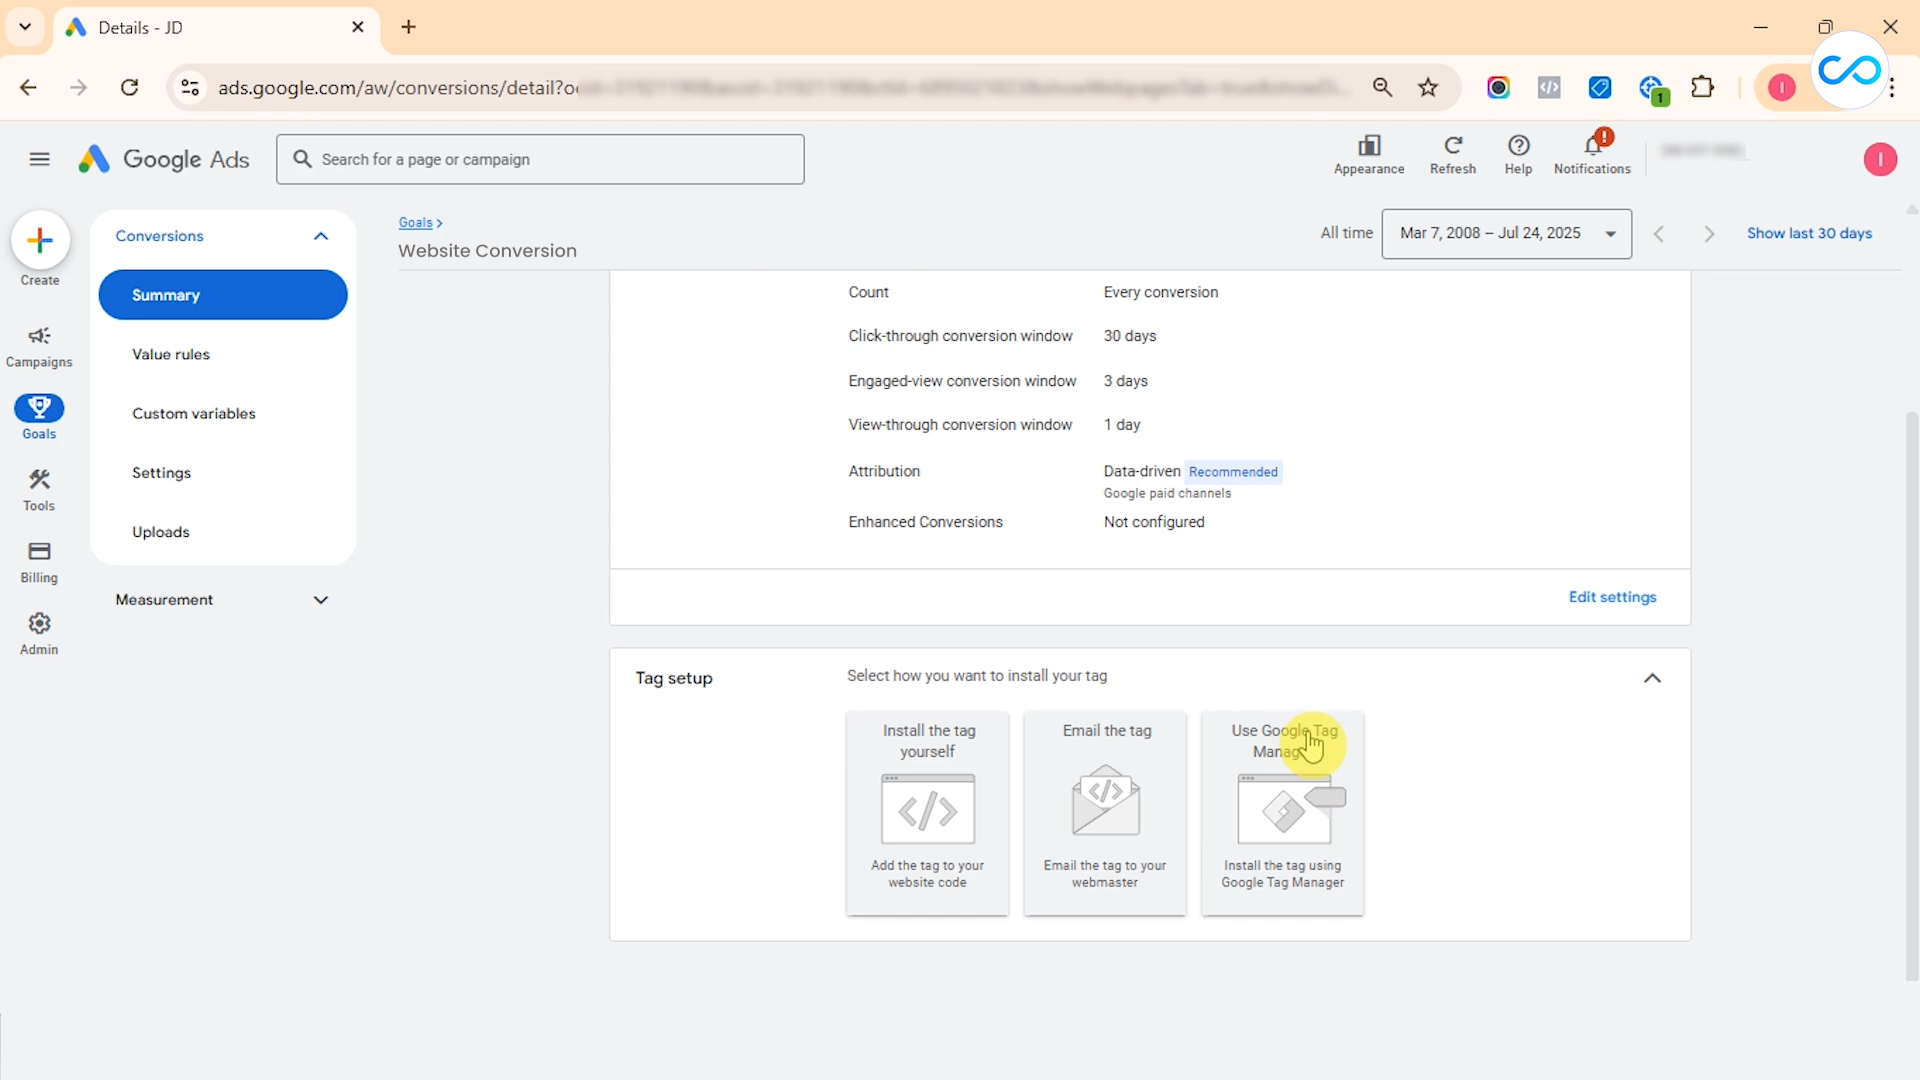 Details - JD
ads.google.com/aw/conversions/detail?o
1
I
Google Ads
Search for a page or campaign
Appearance
Refresh
Help
Notifications
I
Create
Campaigns
Goals
Tools
Billing
Admin
Conversions
Summary
Value rules
Custom variables
Settings
Uploads
Measurement
Goals >
Website Conversion
All time
Mar 7, 2008 – Jul 24, 2025
Show last 30 days
Count Every conversion
Click-through conversion window 30 days
Engaged-view conversion window 3 days
View-through conversion window 1 day
Attribution Data-driven Recommended
Google paid channels
Enhanced Conversions Not configured
Edit settings
Tag setup
Select how you want to install your tag
Install the tag
yourself
Add the tag to your
website code
Email the tag
Email the tag to your
webmaster
Use Google Tag
Manag
Install the tag using
Google Tag Manager